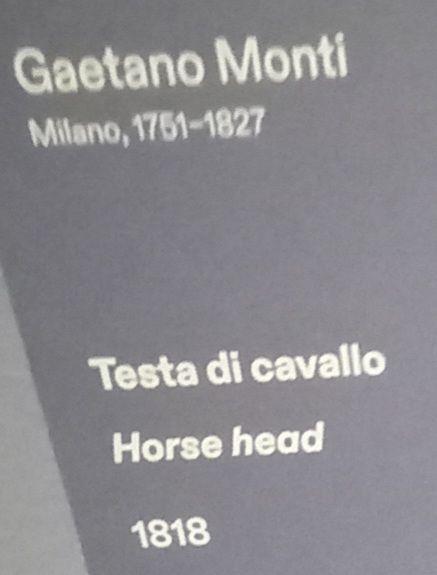 Gaetano Monti
Milano, 1751-1827
Testa di cavallo
Horse head
1818